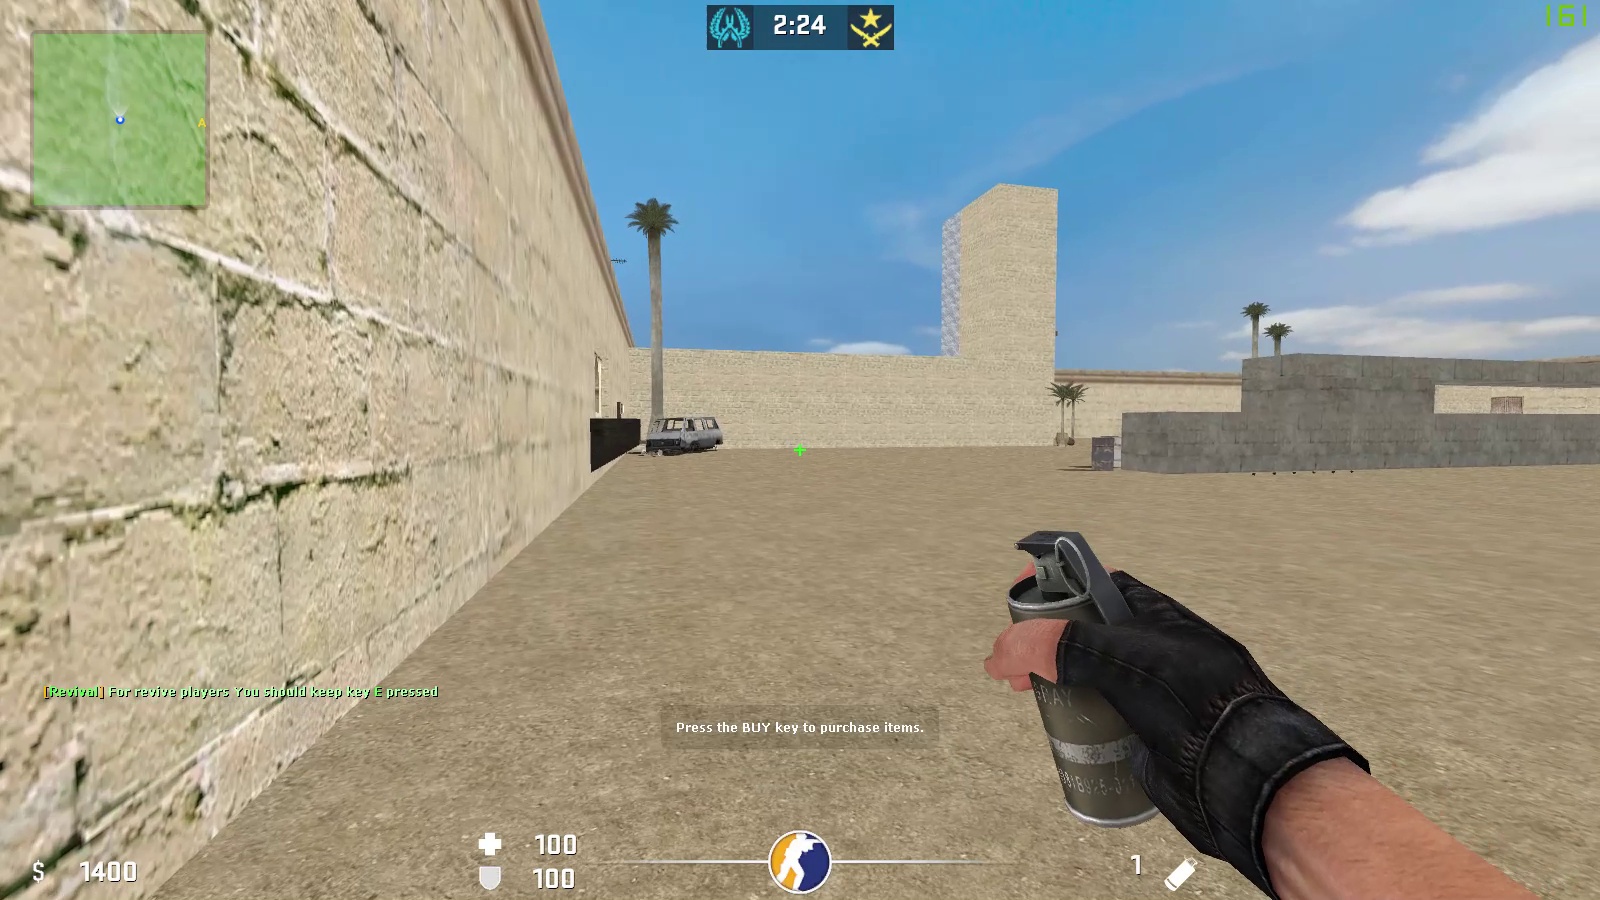 2:24
161
A
[Revival] For revive players You should keep key E pressed
Press the BUY key to purchase items.
GRAY
$ 1400
100
100
1